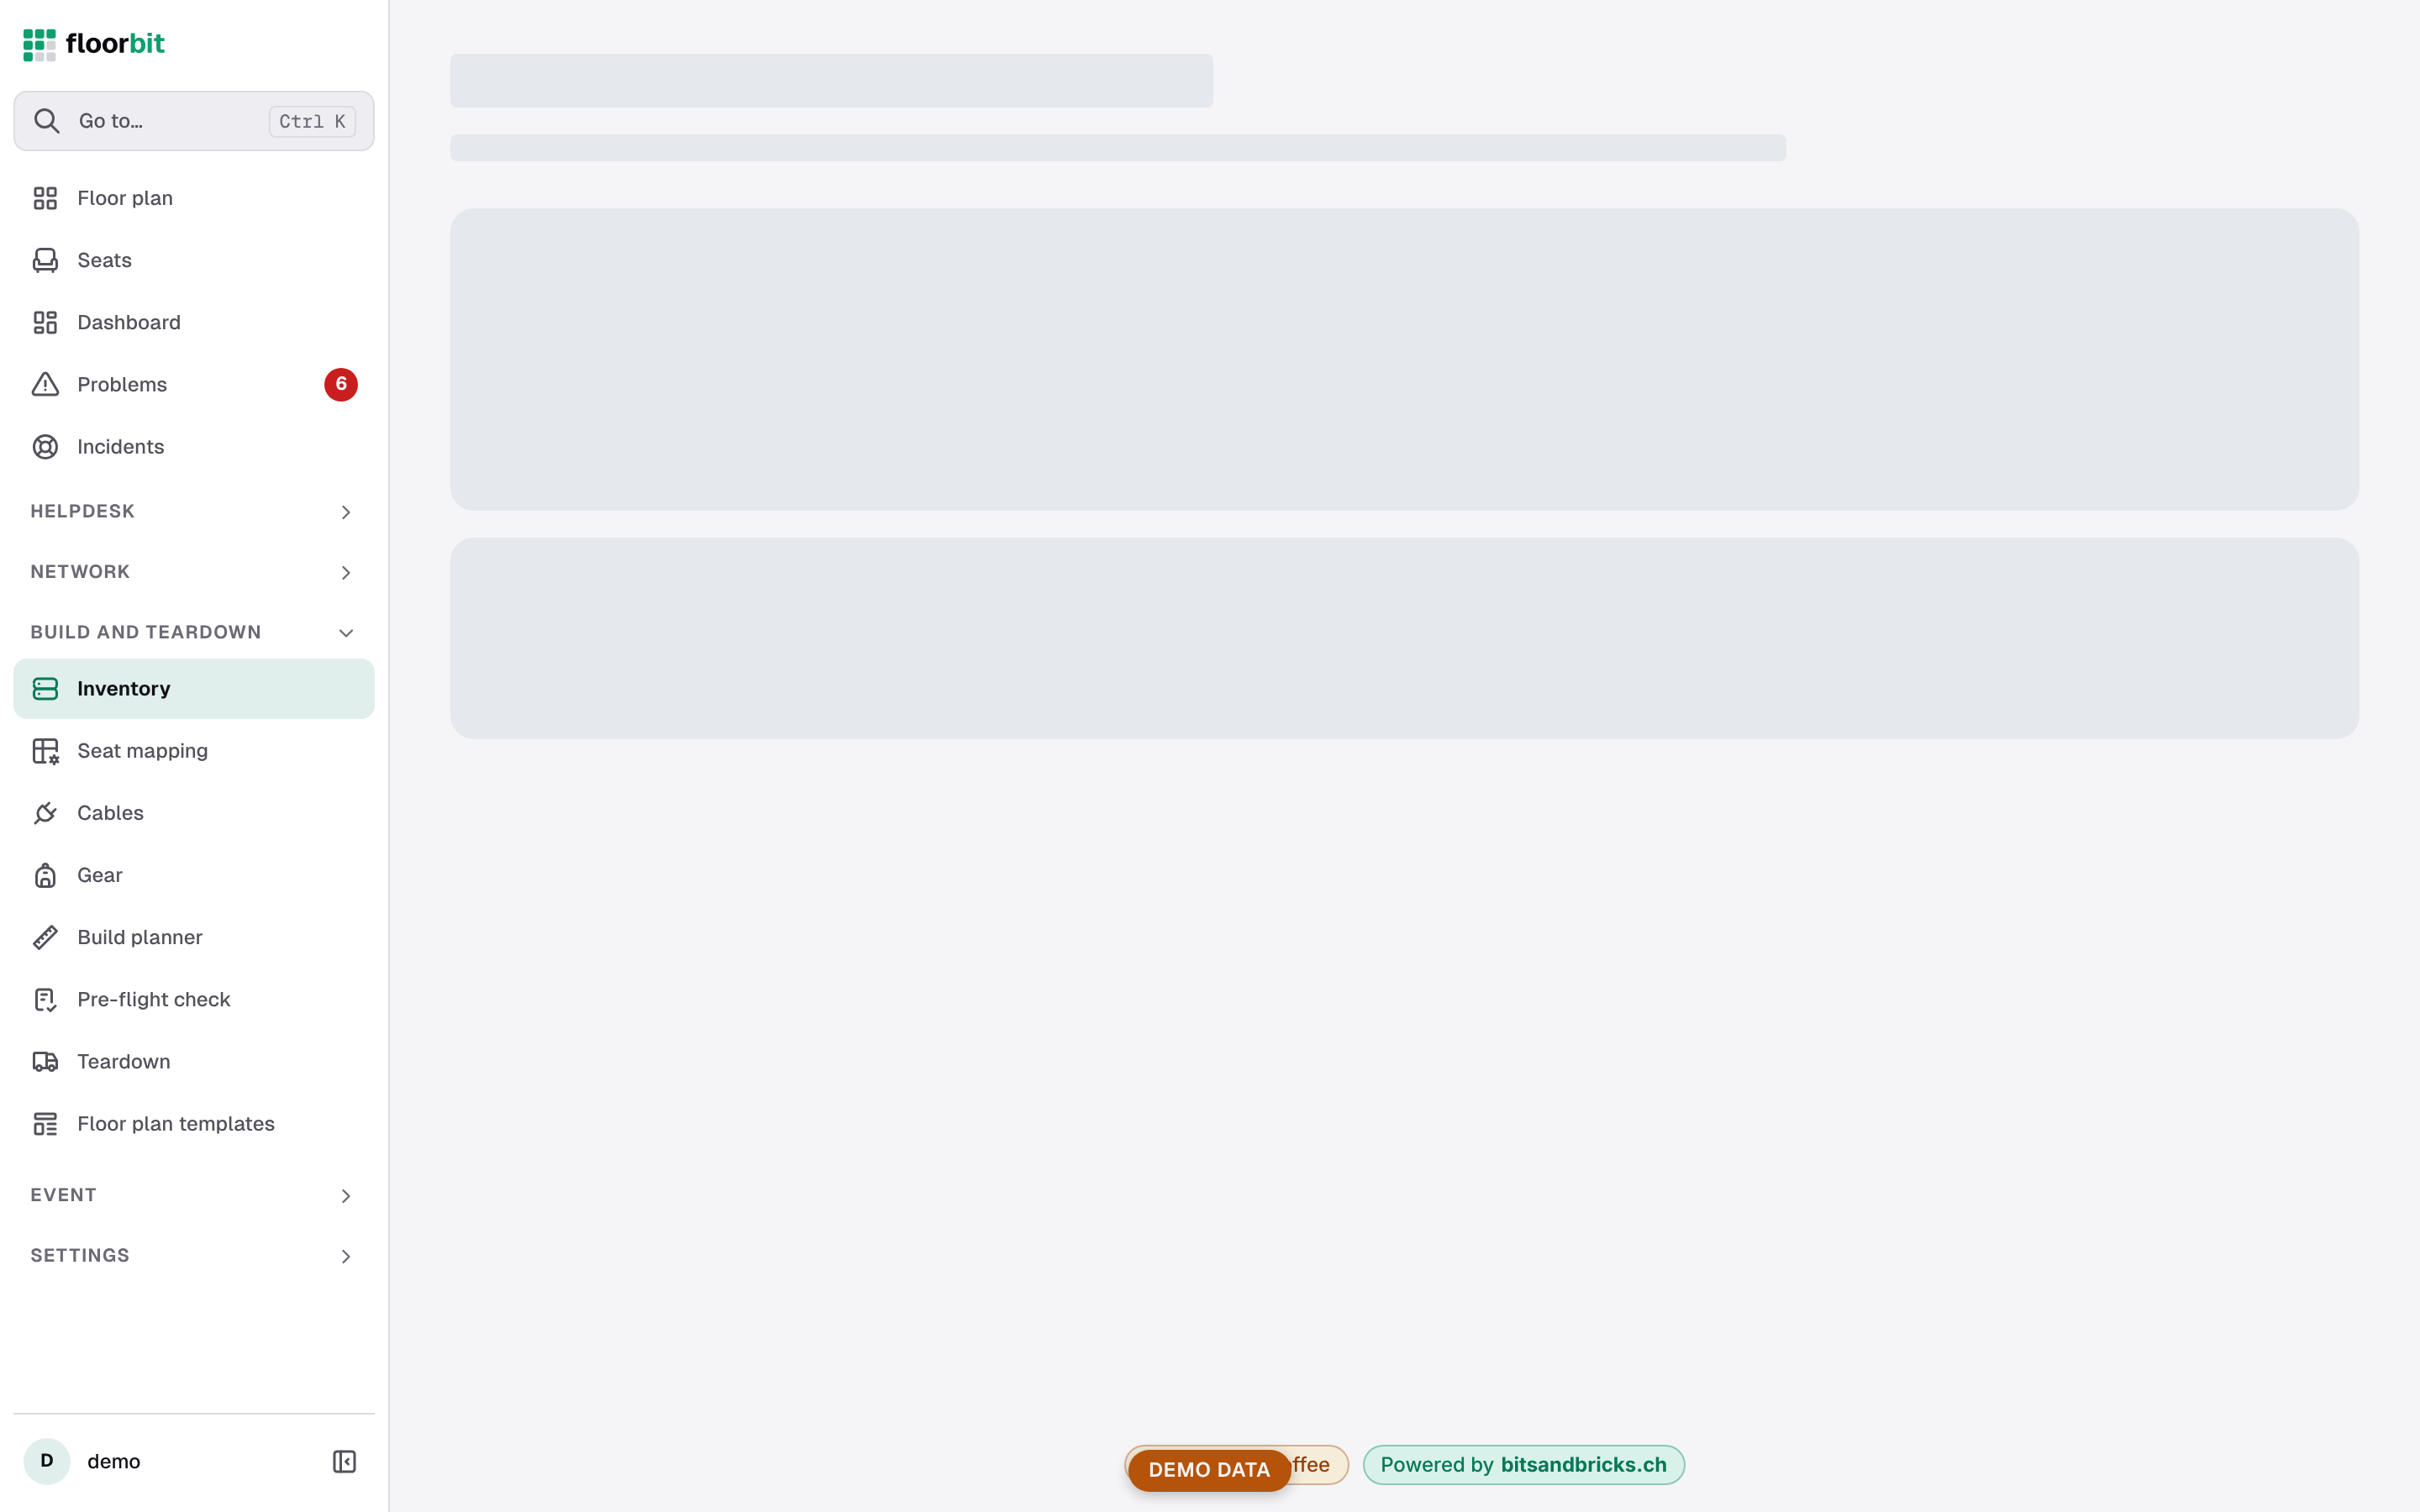 floorbit
Go to... Ctrl K
Floor plan
Seats
Dashboard
Problems 6
Incidents
HELPDESK
NETWORK
BUILD AND TEARDOWN
Inventory
Seat mapping
Cables
Gear
Build planner
Pre-flight check
Teardown
Floor plan templates
EVENT
SETTINGS
D demo
DEMO DATA
Powered by bitsandbricks.ch